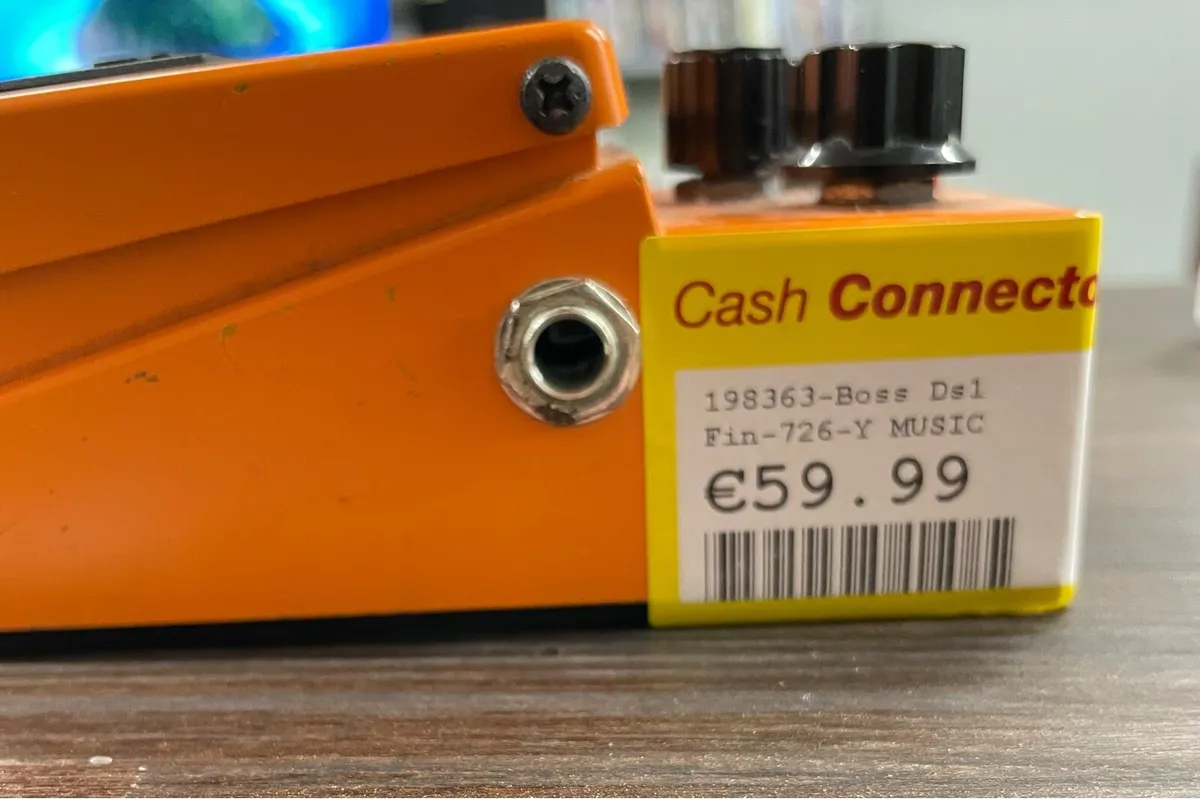 Cash Connecto
198363-Boss Ds1
Fin-726-Y MUSIC
€59.99